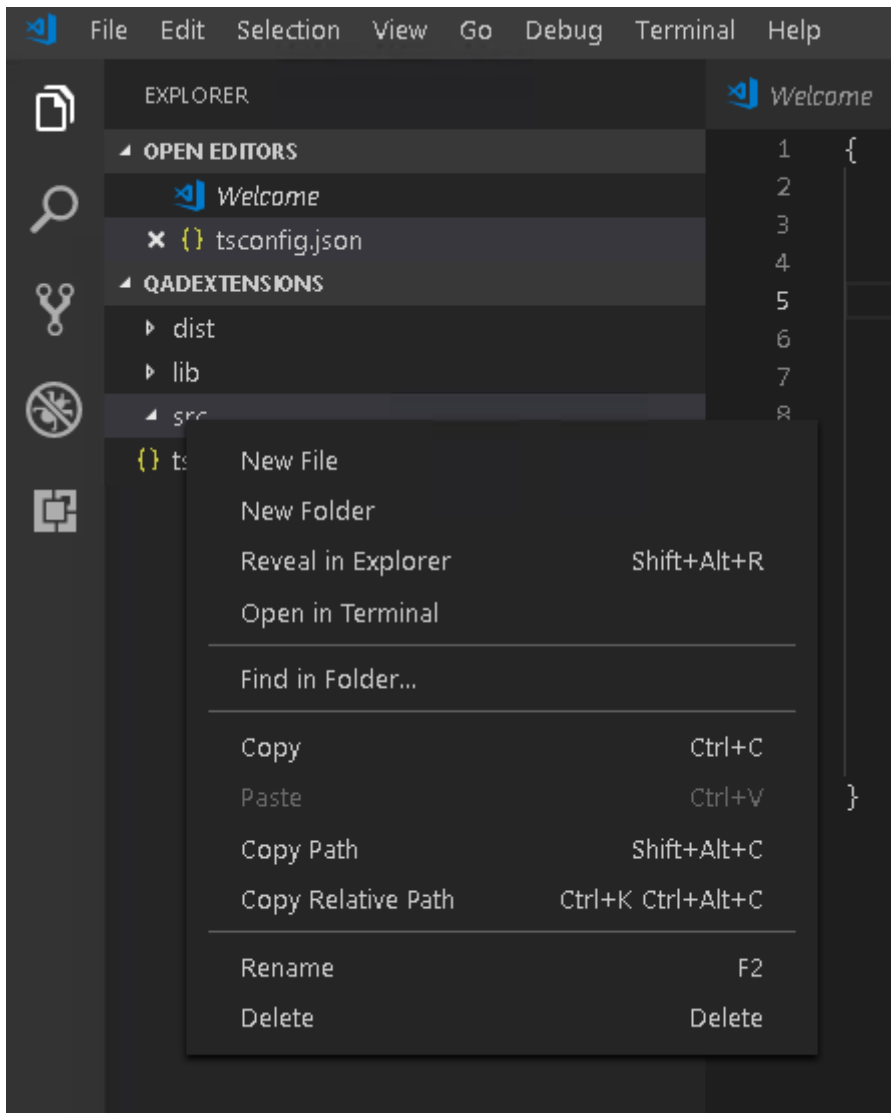 File Edit Selection View Go Debug Terminal Help
EXPLORER
OPEN EDITORS
Welcome
tsconfig.json
QADEXTENSIONS
dist
lib
src
{} ts
New File
New Folder
Reveal in Explorer Shift+Alt+R
Open in Terminal
Find in Folder...
Copy Ctrl+C
Paste Ctrl+V
Copy Path Shift+Alt+C
Copy Relative Path Ctrl+K Ctrl+Alt+C
Rename F2
Delete Delete
Welcome
1 {
2
3
4
5
6
7
8
}